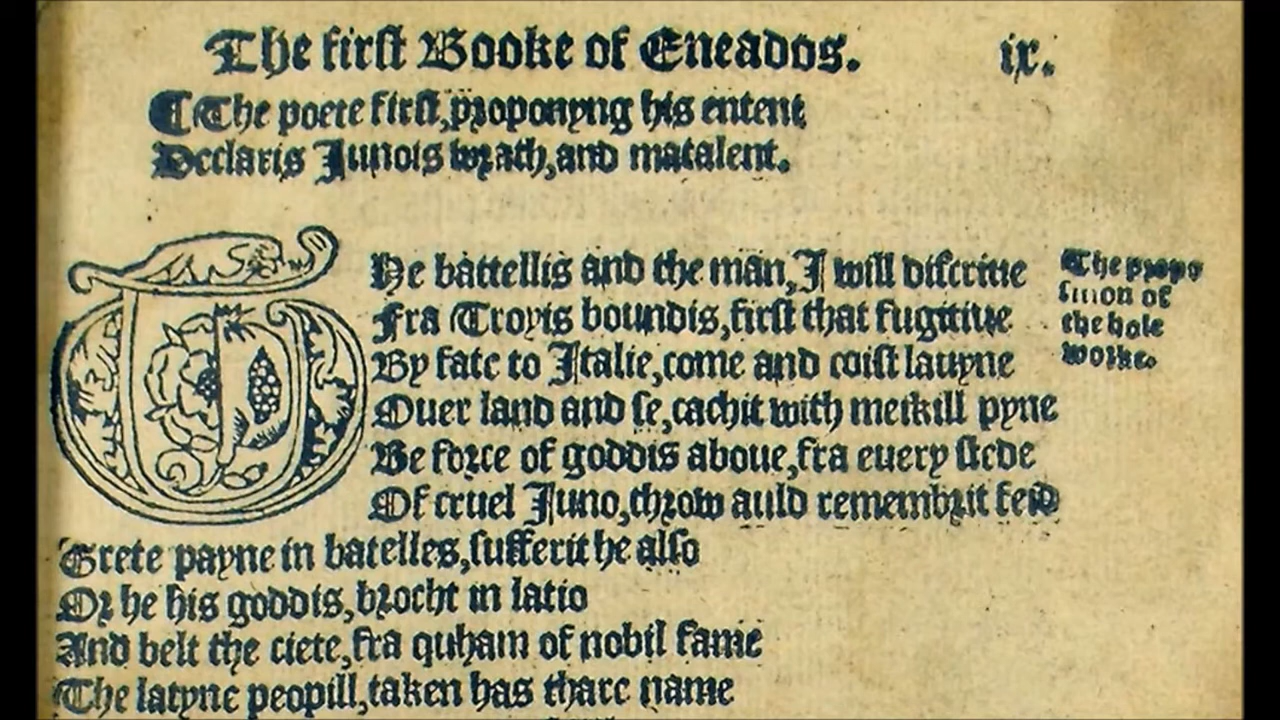 The first Booke of Eneados. ix.
¶The poete first, proponyng his entent
Declaris Junois wrath, and matalent.
THe battellis and the man, I will discriue
Fra Troyis boundis, first that fugitiue
By fate to Italie, come and coist lauyne
Ouer land and se, cachit with meikill pyne
Be force of goddis aboue, fra euery stede
Of cruel Juno, throw auld remembrit feid
Grete payne in batelles, sufferit he also
Or he his goddis, brocht in latio
And belt the ciete, fra quham of nobil fame
The latyne peopill, taken has thare name
The propo
sition of
the hole
worke.